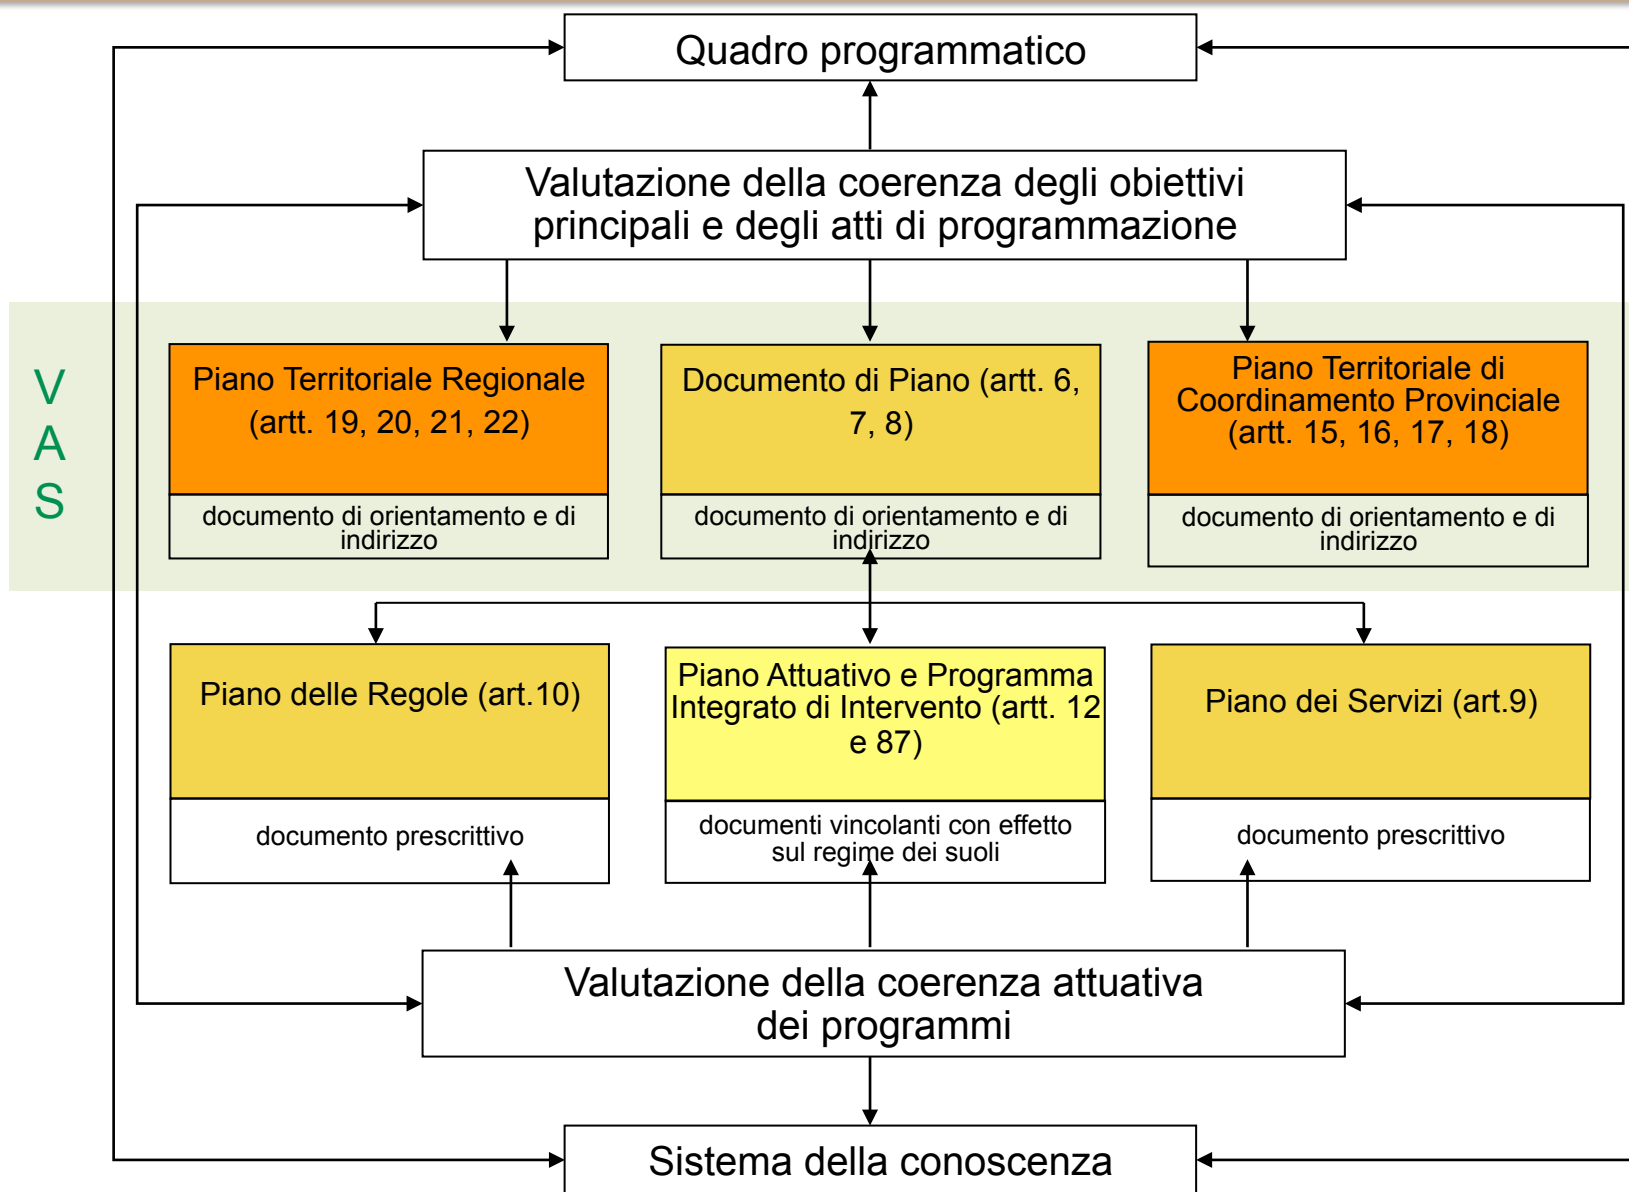 Quadro programmatico
Valutazione della coerenza degli obiettivi
principali e degli atti di programmazione
V
A
S
Piano Territoriale Regionale
(artt. 19, 20, 21, 22)
documento di orientamento e di
indirizzo
Documento di Piano (artt. 6,
7, 8)
documento di orientamento e di
indirizzo
Piano Territoriale di
Coordinamento Provinciale
(artt. 15, 16, 17, 18)
documento di orientamento e di
indirizzo
Piano delle Regole (art.10)
documento prescrittivo
Piano Attuativo e Programma
Integrato di Intervento (artt. 12
e 87)
documenti vincolanti con effetto
sul regime dei suoli
Piano dei Servizi (art.9)
documento prescrittivo
Valutazione della coerenza attuativa
dei programmi
Sistema della conoscenza